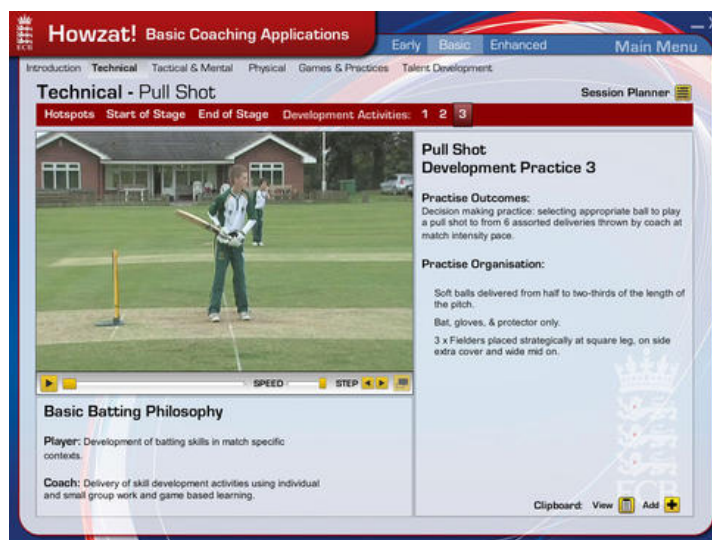 ECB
Howzat! Basic Coaching Applications
Early Basic Enhanced Main Menu
Introduction Technical Tactical & Mental Physical Games & Practices Talent Development
Technical - Pull Shot
Session Planner
Hotspots Start of Stage End of Stage Development Activities: 1 2 3
Pull Shot
Development Practice 3
Practise Outcomes:
Decision making practice: selecting appropriate ball to play
a pull shot to from 6 assorted deliveries thrown by coach at
match intensity pace.
Practise Organisation:
Soft balls delivered from half to two-thirds of the length of
the pitch.
Bat, gloves, & protector only.
3 x Fielders placed strategically at square leg, on side
extra cover and wide mid on.
SPEED STEP
Basic Batting Philosophy
Player: Development of batting skills in match specific
contexts.
Coach: Delivery of skill development activities using individual
and small group work and game based learning.
ECB
Clipboard: View Add